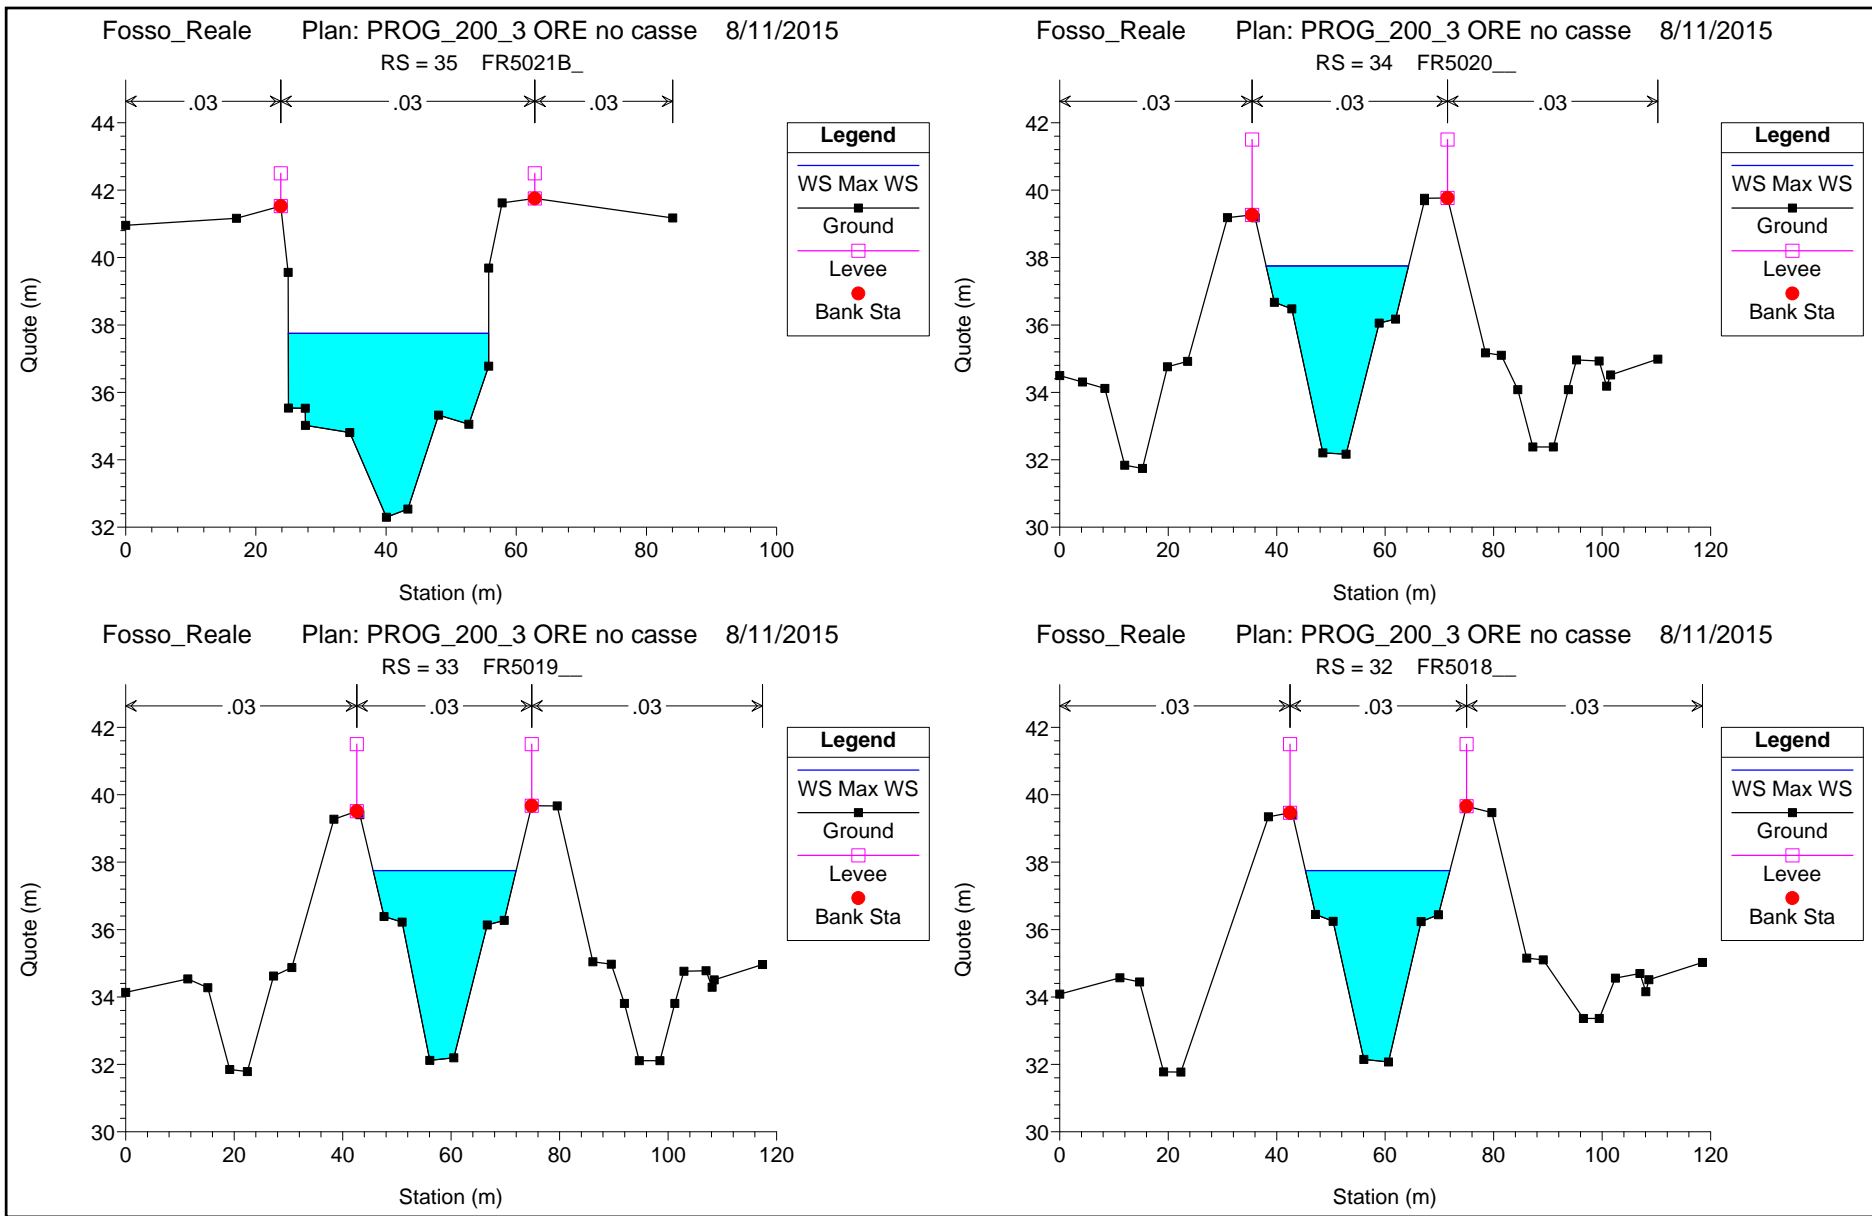 Fosso_Reale Plan: PROG_200_3 ORE no casse 8/11/2015
RS = 35 FR5021B_
.03 .03 .03
44
42
40
38
36
34
32
0 20 40 60 80 100
Quote (m)
Station (m)
Legend
WS Max WS
Ground
Levee
Bank Sta
Fosso_Reale Plan: PROG_200_3 ORE no casse 8/11/2015
RS = 34 FR5020__
.03 .03 .03
42
40
38
36
34
32
30
0 20 40 60 80 100 120
Quote (m)
Station (m)
Legend
WS Max WS
Ground
Levee
Bank Sta
Fosso_Reale Plan: PROG_200_3 ORE no casse 8/11/2015
RS = 33 FR5019__
.03 .03 .03
42
40
38
36
34
32
30
0 20 40 60 80 100 120
Quote (m)
Station (m)
Legend
WS Max WS
Ground
Levee
Bank Sta
Fosso_Reale Plan: PROG_200_3 ORE no casse 8/11/2015
RS = 32 FR5018__
.03 .03 .03
42
40
38
36
34
32
30
0 20 40 60 80 100 120
Quote (m)
Station (m)
Legend
WS Max WS
Ground
Levee
Bank Sta